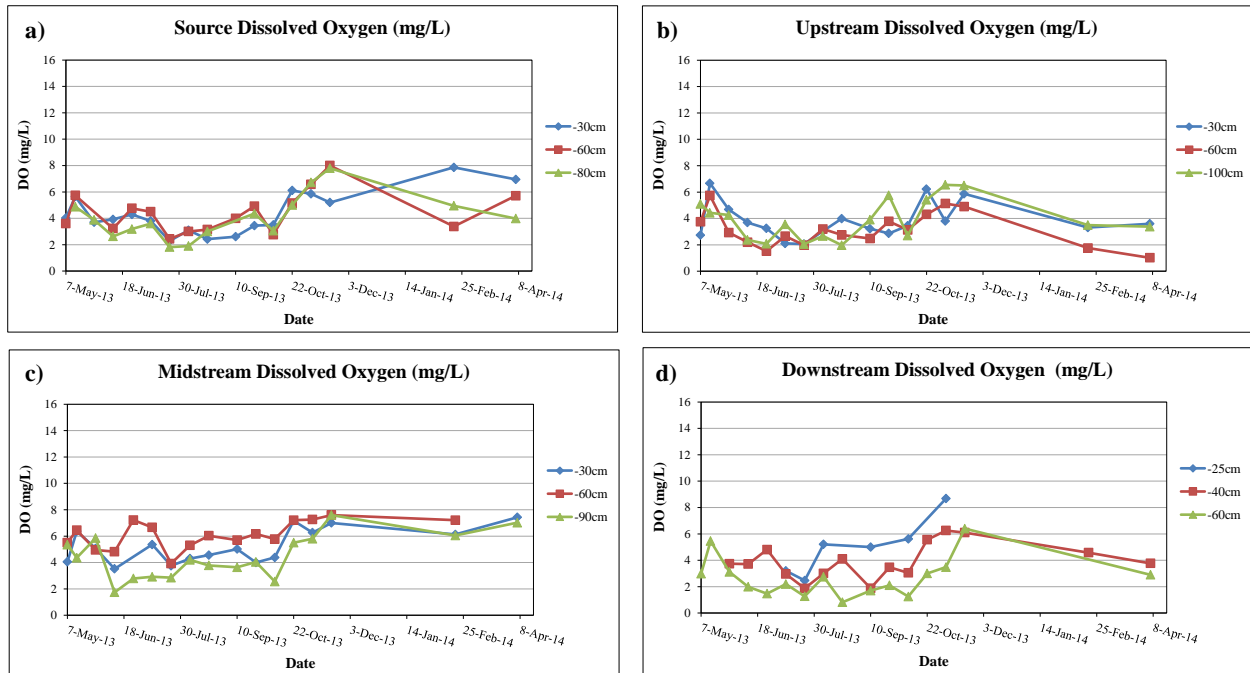 a)
Source Dissolved Oxygen (mg/L)
16
14
12
10
8
6
4
2
0
DO (mg/L)
7-May-13
18-Jun-13
30-Jul-13
10-Sep-13
22-Oct-13
3-Dec-13
14-Jan-14
25-Feb-14
8-Apr-14
Date
-30cm
-60cm
-80cm
b)
Upstream Dissolved Oxygen (mg/L)
16
14
12
10
8
6
4
2
0
DO (mg/L)
7-May-13
18-Jun-13
30-Jul-13
10-Sep-13
22-Oct-13
3-Dec-13
14-Jan-14
25-Feb-14
8-Apr-14
Date
-30cm
-60cm
-100cm
c)
Midstream Dissolved Oxygen (mg/L)
16
14
12
10
8
6
4
2
0
DO (mg/L)
7-May-13
18-Jun-13
30-Jul-13
10-Sep-13
22-Oct-13
3-Dec-13
14-Jan-14
25-Feb-14
8-Apr-14
Date
-30cm
-60cm
-90cm
d)
Downstream Dissolved Oxygen (mg/L)
16
14
12
10
8
6
4
2
0
DO (mg/L)
7-May-13
18-Jun-13
30-Jul-13
10-Sep-13
22-Oct-13
3-Dec-13
14-Jan-14
25-Feb-14
8-Apr-14
Date
-25cm
-40cm
-60cm